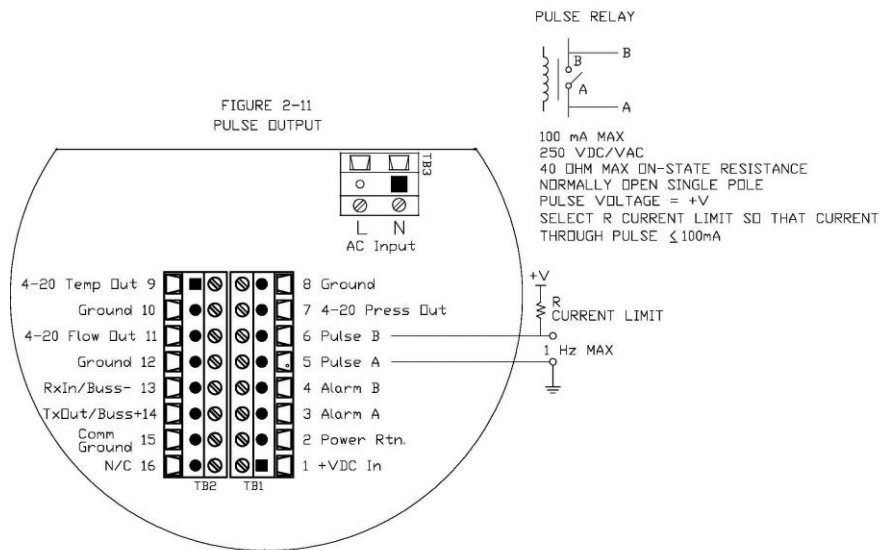 PULSE RELAY
B
B
A
A
100 mA MAX
250 VDC/VAC
40 OHM MAX ON-STATE RESISTANCE
NORMALLY OPEN SINGLE POLE
PULSE VOLTAGE = +V
SELECT R CURRENT LIMIT SO THAT CURRENT
THROUGH PULSE ≤ 100mA
FIGURE 2-11
PULSE OUTPUT
TB3
L N
AC Input
4-20 Temp Out 9
Ground 10
4-20 Flow Out 11
Ground 12
RxIn/Buss- 13
TxOut/Buss+14
Comm
Ground 15
N/C 16
TB2 TB1
8 Ground
7 4-20 Press Out
6 Pulse B
5 Pulse A
4 Alarm B
3 Alarm A
2 Power Rtn.
1 +VDC In
+V
R
CURRENT LIMIT
1 Hz MAX